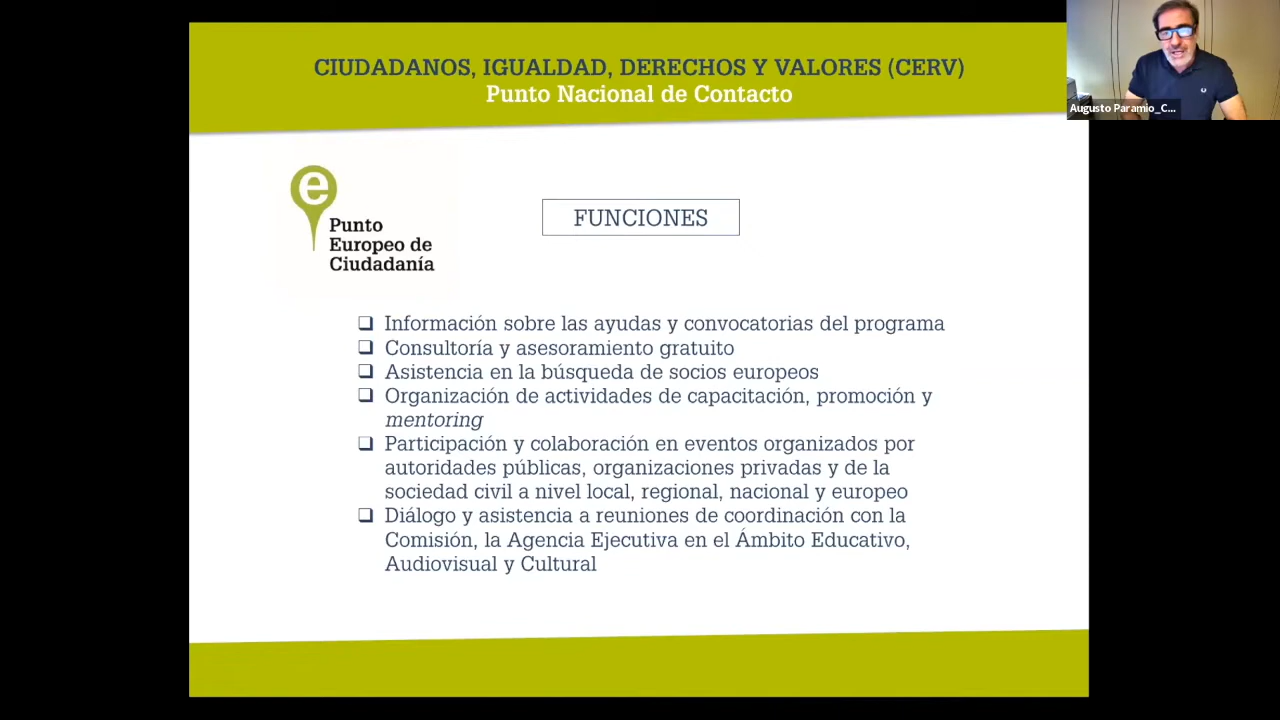 CIUDADANOS, IGUALDAD, DERECHOS Y VALORES (CERV)
Punto Nacional de Contacto
Augusto Paramio_C...
e
Punto
Europeo de
Ciudadanía
FUNCIONES
❑ Información sobre las ayudas y convocatorias del programa
❑ Consultoría y asesoramiento gratuito
❑ Asistencia en la búsqueda de socios europeos
❑ Organización de actividades de capacitación, promoción y
mentoring
❑ Participación y colaboración en eventos organizados por
autoridades públicas, organizaciones privadas y de la
sociedad civil a nivel local, regional, nacional y europeo
❑ Diálogo y asistencia a reuniones de coordinación con la
Comisión, la Agencia Ejecutiva en el Ámbito Educativo,
Audiovisual y Cultural